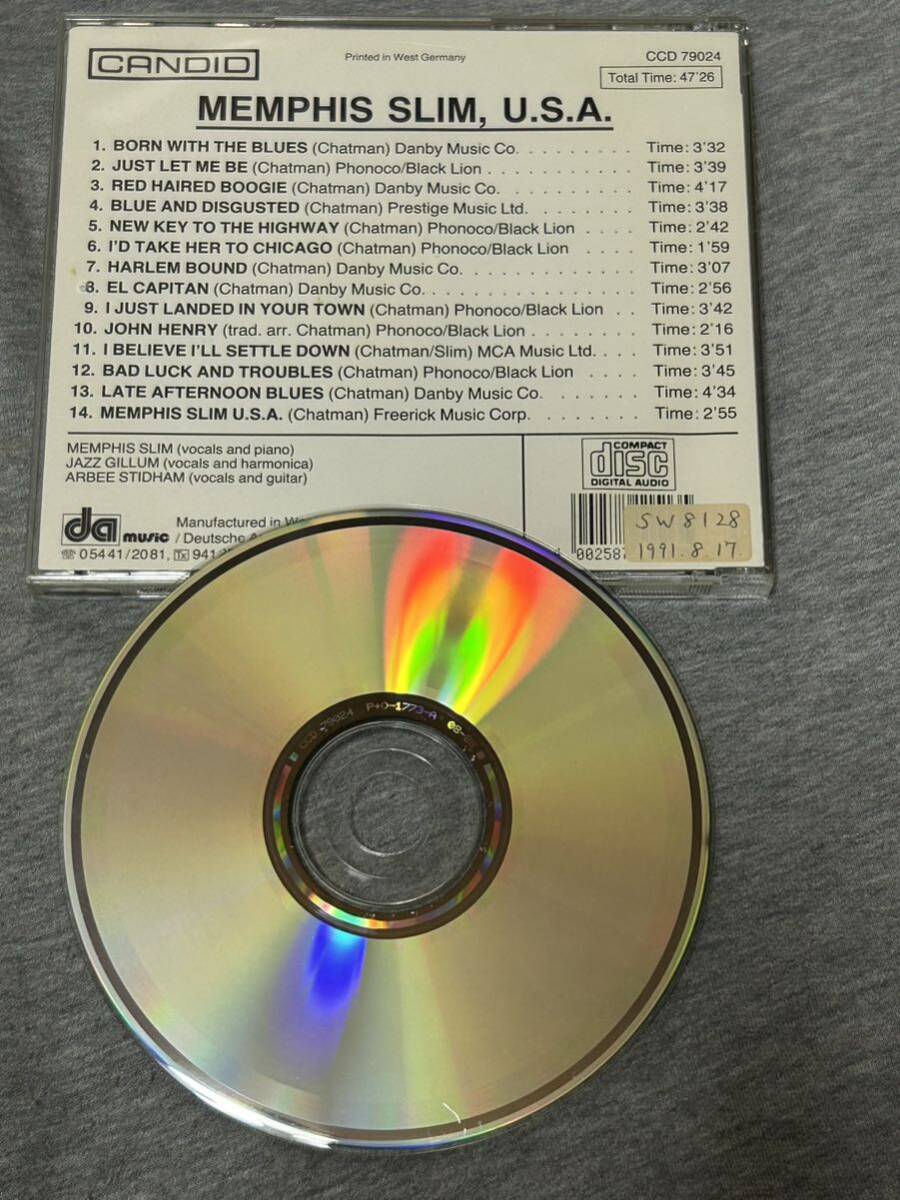 CANDID
Printed in West Germany
CCD 79024
Total Time: 47'26
MEMPHIS SLIM, U.S.A.
1. BORN WITH THE BLUES (Chatman) Danby Music Co. . . . . . . . . . Time: 3'32
2. JUST LET ME BE (Chatman) Phonoco/Black Lion . . . . . . . . . . . . Time: 3'39
3. RED HAIRED BOOGIE (Chatman) Danby Music Co. . . . . . . . . . . Time: 4'17
4. BLUE AND DISGUSTED (Chatman) Prestige Music Ltd. . . . . . . . Time: 3'38
5. NEW KEY TO THE HIGHWAY (Chatman) Phonoco/Black Lion . . . . Time: 2'42
6. I'D TAKE HER TO CHICAGO (Chatman) Phonoco/Black Lion . . . . Time: 1'59
7. HARLEM BOUND (Chatman) Danby Music Co. . . . . . . . . . . . . . Time: 3'07
8. EL CAPITAN (Chatman) Danby Music Co. . . . . . . . . . . . . . . . Time: 2'56
9. I JUST LANDED IN YOUR TOWN (Chatman) Phonoco/Black Lion . . Time: 3'42
10. JOHN HENRY (trad. arr. Chatman) Phonoco/Black Lion . . . . . . . . Time: 2'16
11. I BELIEVE I'LL SETTLE DOWN (Chatman/Slim) MCA Music Ltd. . . . Time: 3'51
12. BAD LUCK AND TROUBLES (Chatman) Phonoco/Black Lion . . . . Time: 3'45
13. LATE AFTERNOON BLUES (Chatman) Danby Music Co. . . . . . . . Time: 4'34
14. MEMPHIS SLIM U.S.A. (Chatman) Freerick Music Corp. . . . . . . . Time: 2'55
MEMPHIS SLIM (vocals and piano)
JAZZ GILLUM (vocals and harmonica)
ARBEE STIDHAM (vocals and guitar)
COMPACT
disc
DIGITAL AUDIO
da music
Manufactured in
/ Deutsche
☏ 05441/2081, Tx 941
00258
SW8128
1991.8.17
CCD 79024 P+O-1773-A